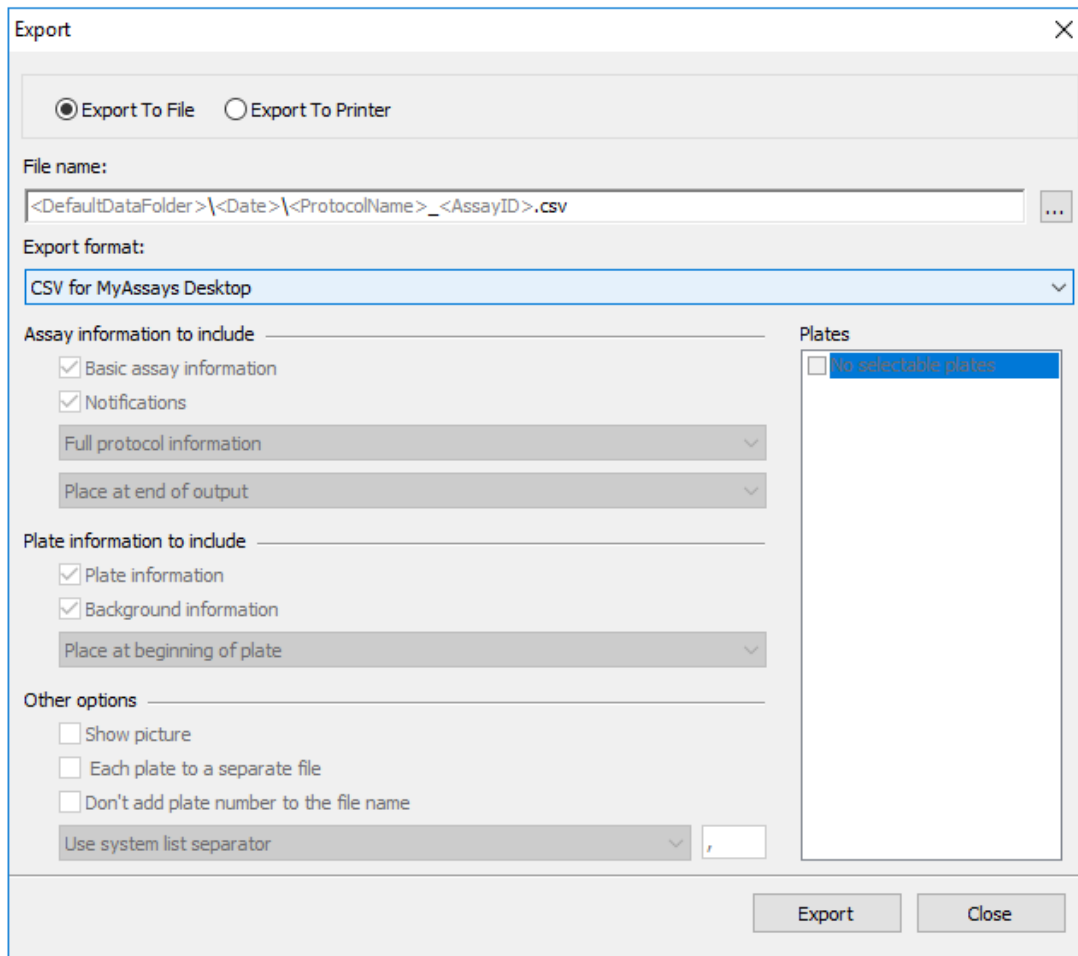 Export
Export To File Export To Printer
File name:
<DefaultDataFolder>\<Date>\<ProtocolName>_<AssayID>.csv ...
Export format:
CSV for MyAssays Desktop
Assay information to include
Basic assay information
Notifications
Full protocol information
Place at end of output
Plate information to include
Plate information
Background information
Place at beginning of plate
Other options
Show picture
Each plate to a separate file
Don't add plate number to the file name
Use system list separator ,
Plates
No selectable plates
Export Close